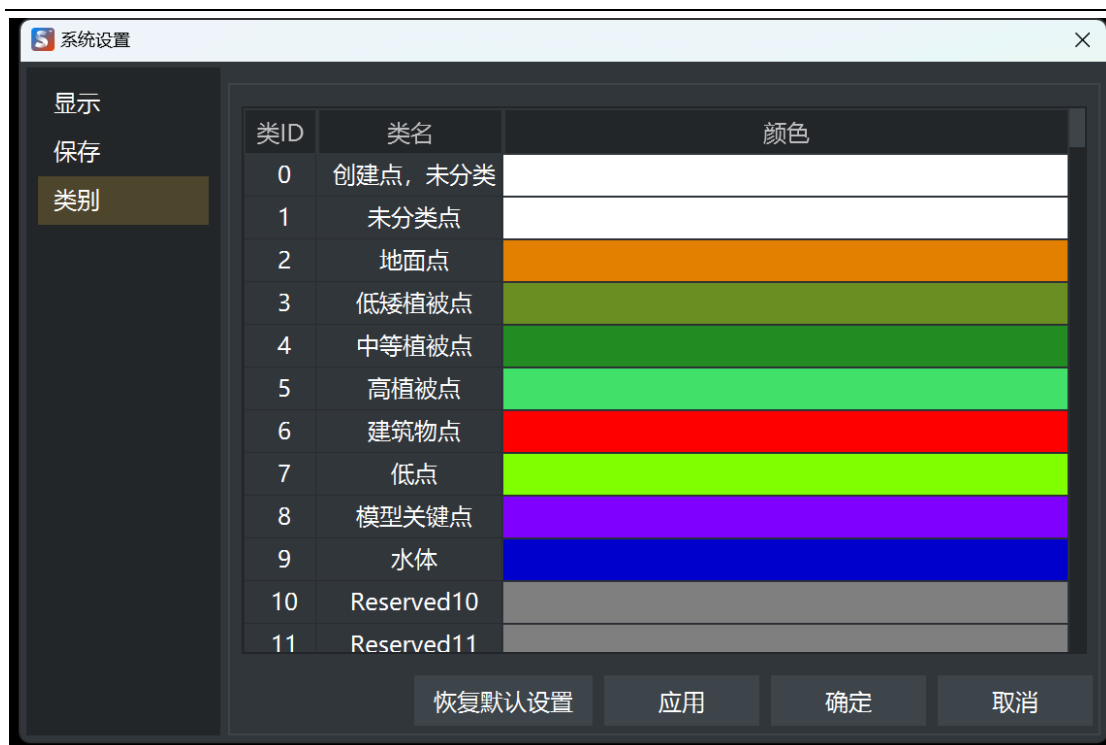 系统设置
显示
保存
类别
类ID 类名 颜色
0 创建点，未分类
1 未分类点
2 地面点
3 低矮植被点
4 中等植被点
5 高植被点
6 建筑物点
7 低点
8 模型关键点
9 水体
10 Reserved10
11 Reserved11
恢复默认设置 应用 确定 取消